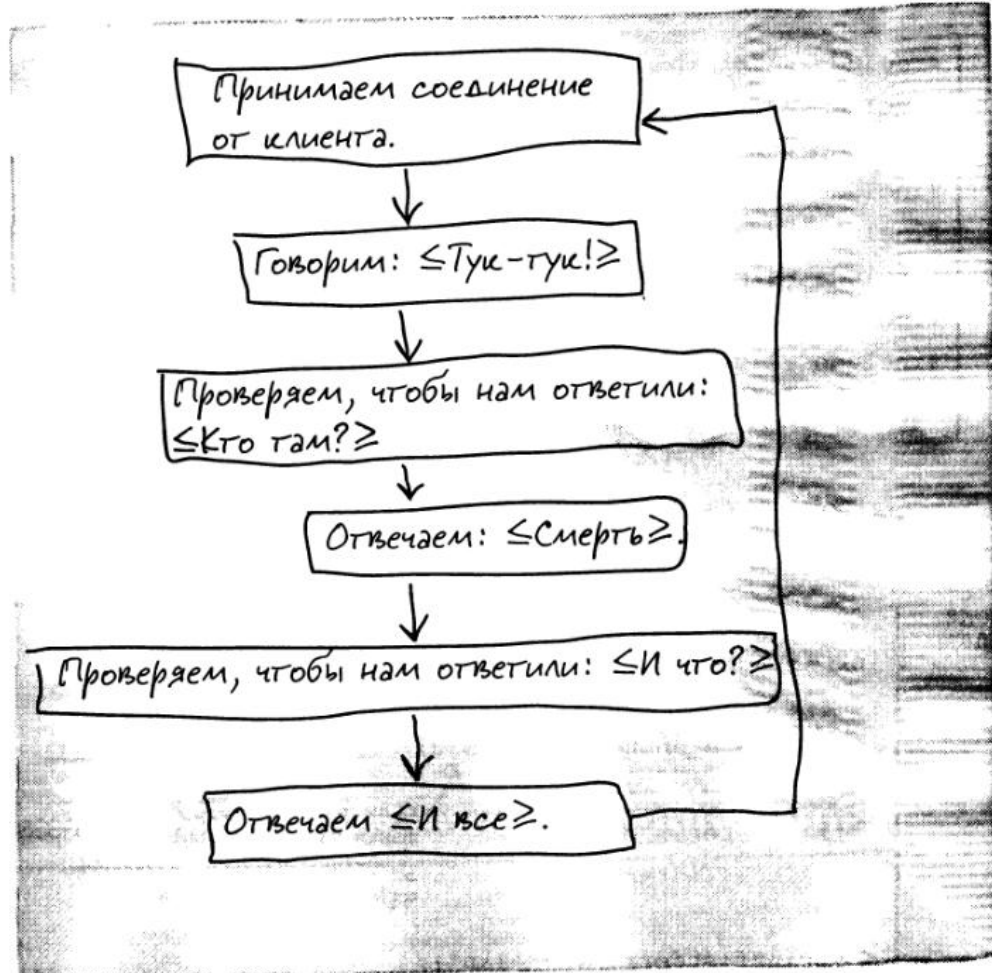 Принимаем соединение
от клиента.
Говорим: ≤Тук-тук!≥
Проверяем, чтобы нам ответили:
≤Кто там?≥
Отвечаем: ≤Смерть≥.
Проверяем, чтобы нам ответили: ≤И что?≥
Отвечаем ≤И все≥.